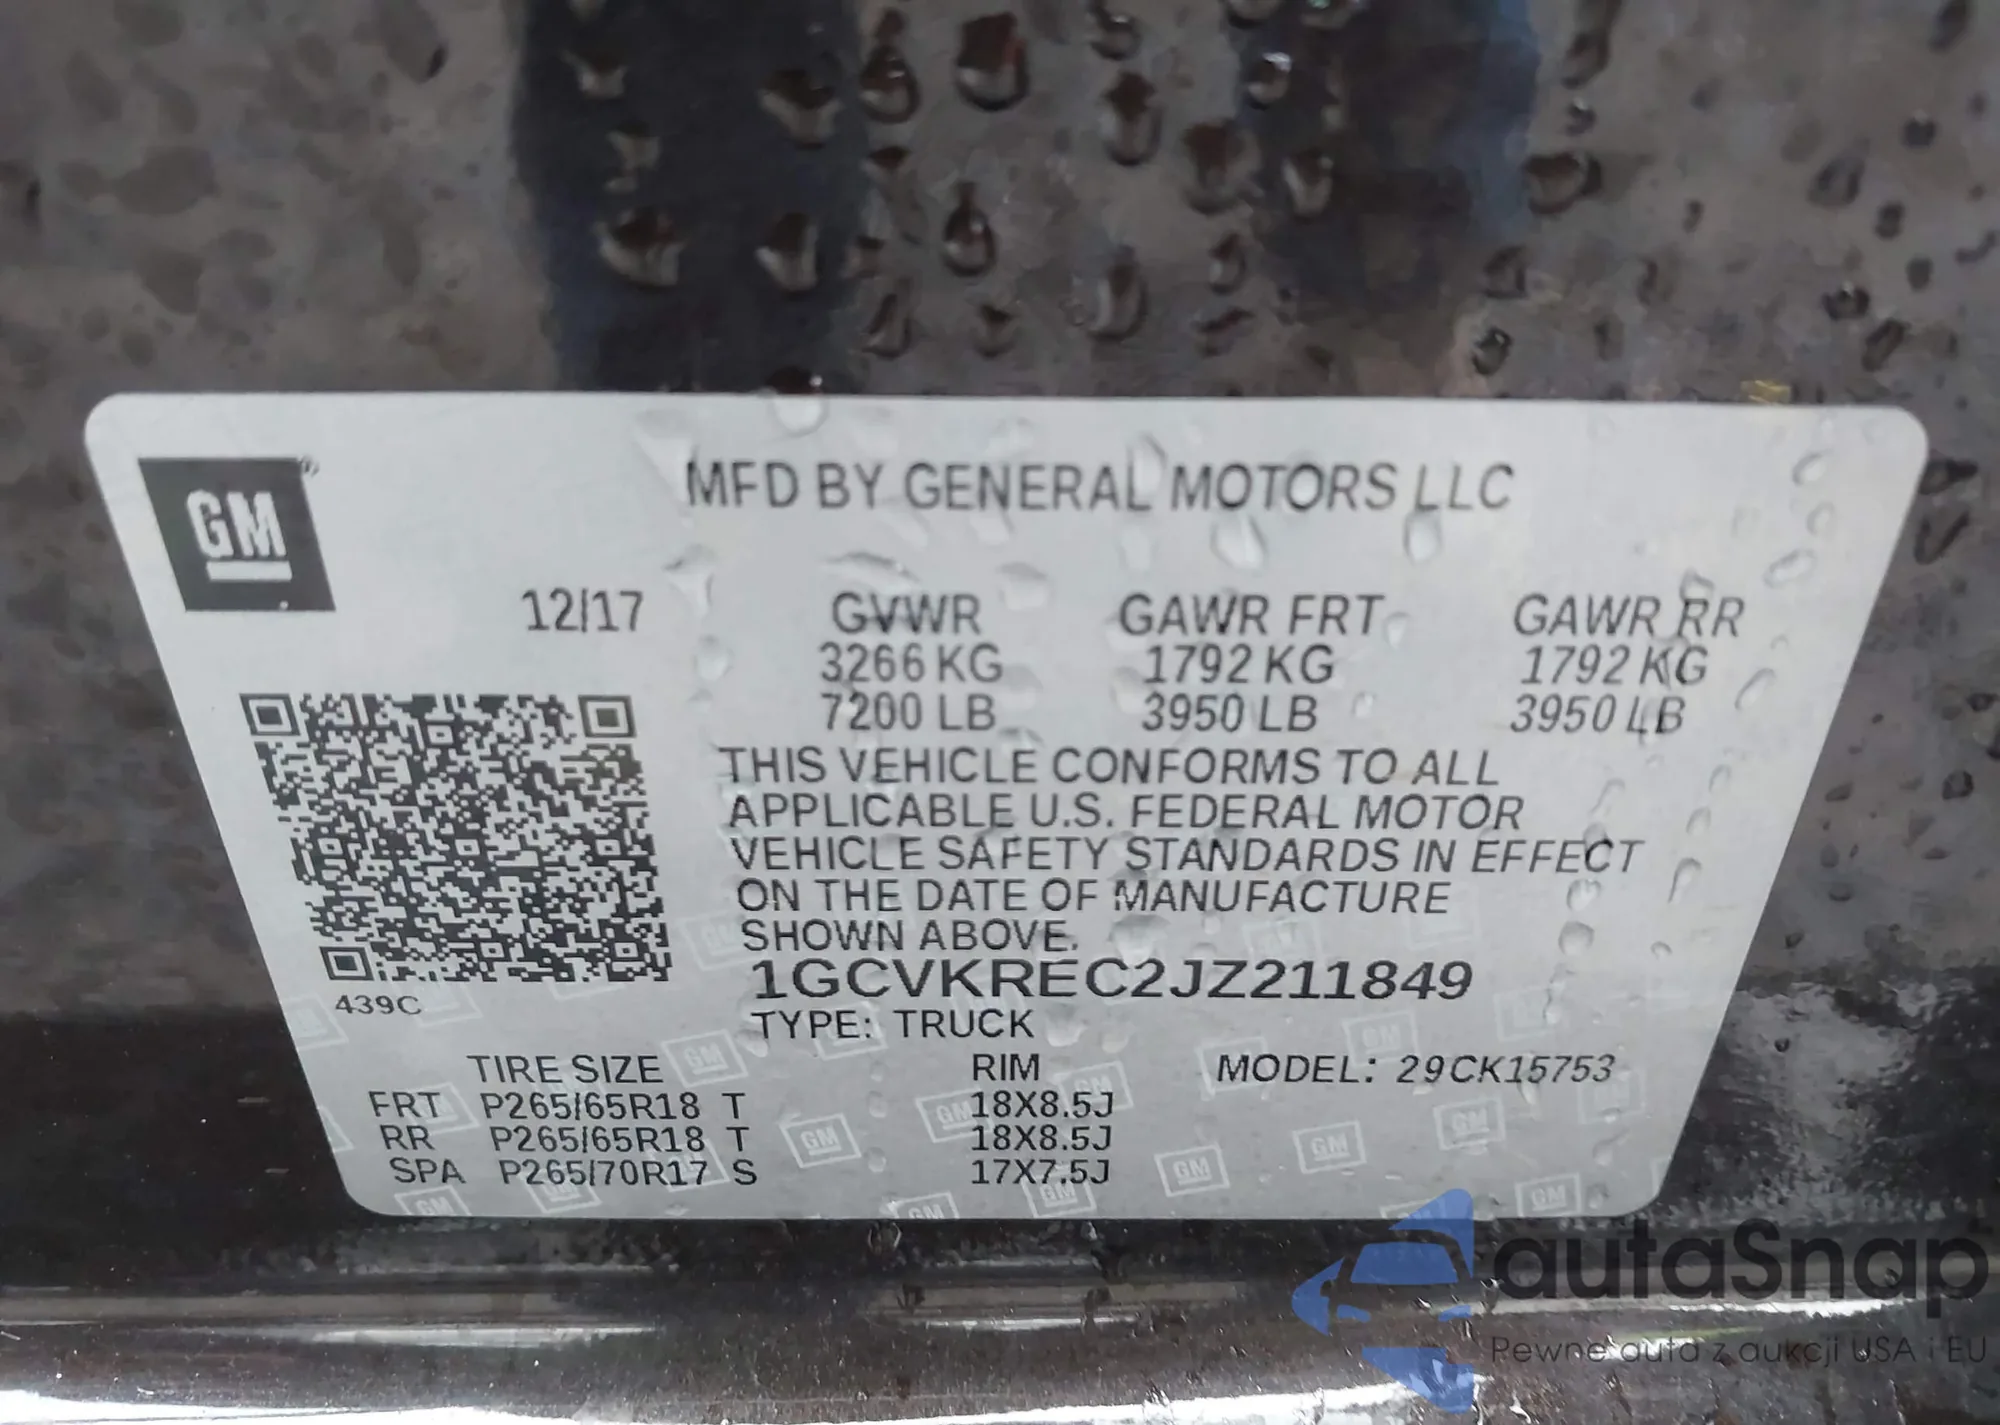 GM
MFD BY GENERAL MOTORS LLC
12/17 GVWR GAWR FRT GAWR RR
3266 KG 1792 KG 1792 KG
7200 LB 3950 LB 3950 LB
THIS VEHICLE CONFORMS TO ALL
APPLICABLE U.S. FEDERAL MOTOR
VEHICLE SAFETY STANDARDS IN EFFECT
ON THE DATE OF MANUFACTURE
SHOWN ABOVE.
1GCVKREC2JZ211849
439C
TYPE: TRUCK
TIRE SIZE RIM MODEL: 29CK15753
FRT P265/65R18 T 18X8.5J
RR P265/65R18 T 18X8.5J
SPA P265/70R17 S 17X7.5J
autaSnap
Pewne auta z aukcji USA i EU